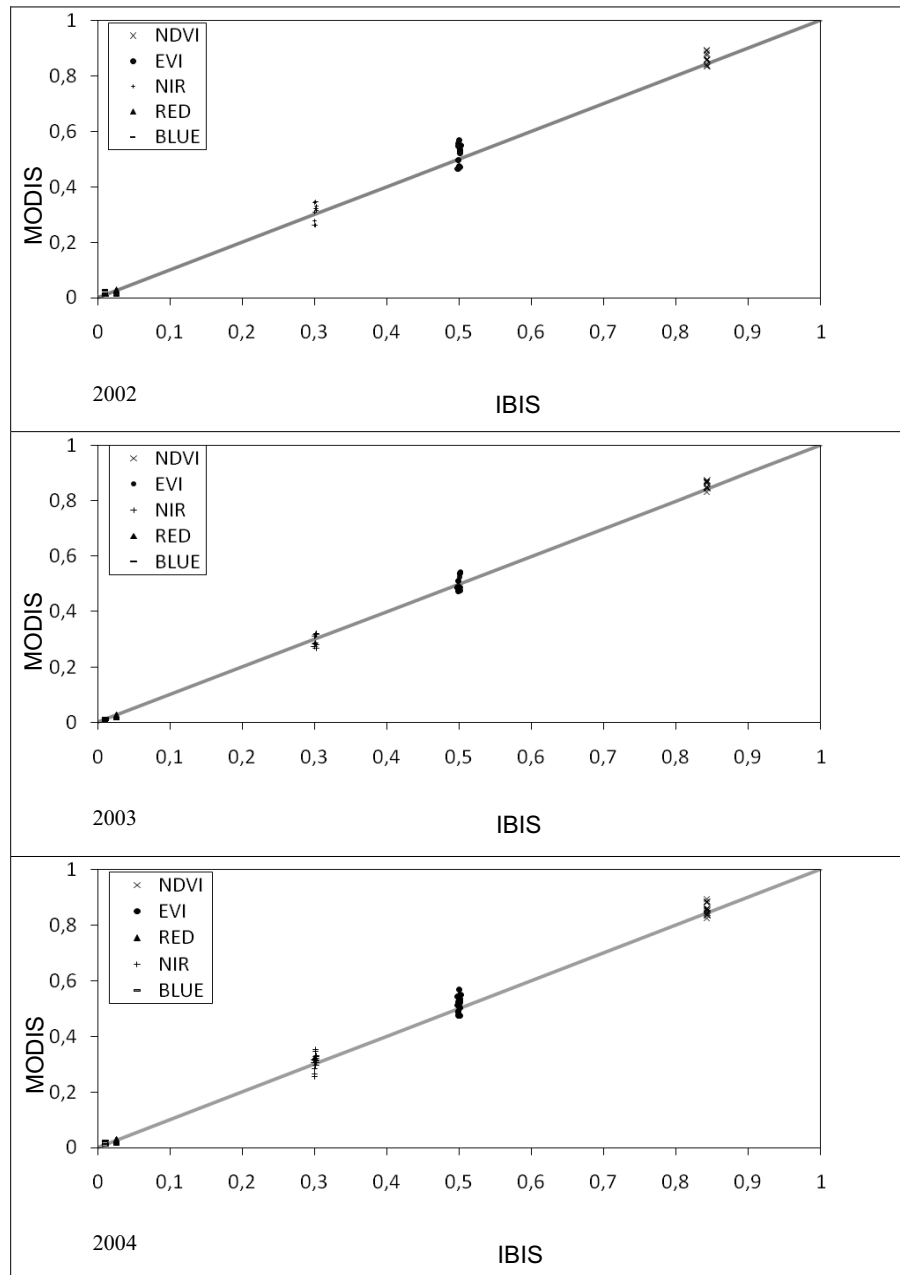 1
0,8
0,6
0,4
0,2
0
MODIS
NDVI
EVI
NIR
RED
BLUE
0 0,1 0,2 0,3 0,4 0,5 0,6 0,7 0,8 0,9 1
2002
IBIS
1
0,8
0,6
0,4
0,2
0
MODIS
NDVI
EVI
NIR
RED
BLUE
0 0,1 0,2 0,3 0,4 0,5 0,6 0,7 0,8 0,9 1
2003
IBIS
1
0,8
0,6
0,4
0,2
0
MODIS
NDVI
EVI
RED
NIR
BLUE
0 0,1 0,2 0,3 0,4 0,5 0,6 0,7 0,8 0,9 1
2004
IBIS